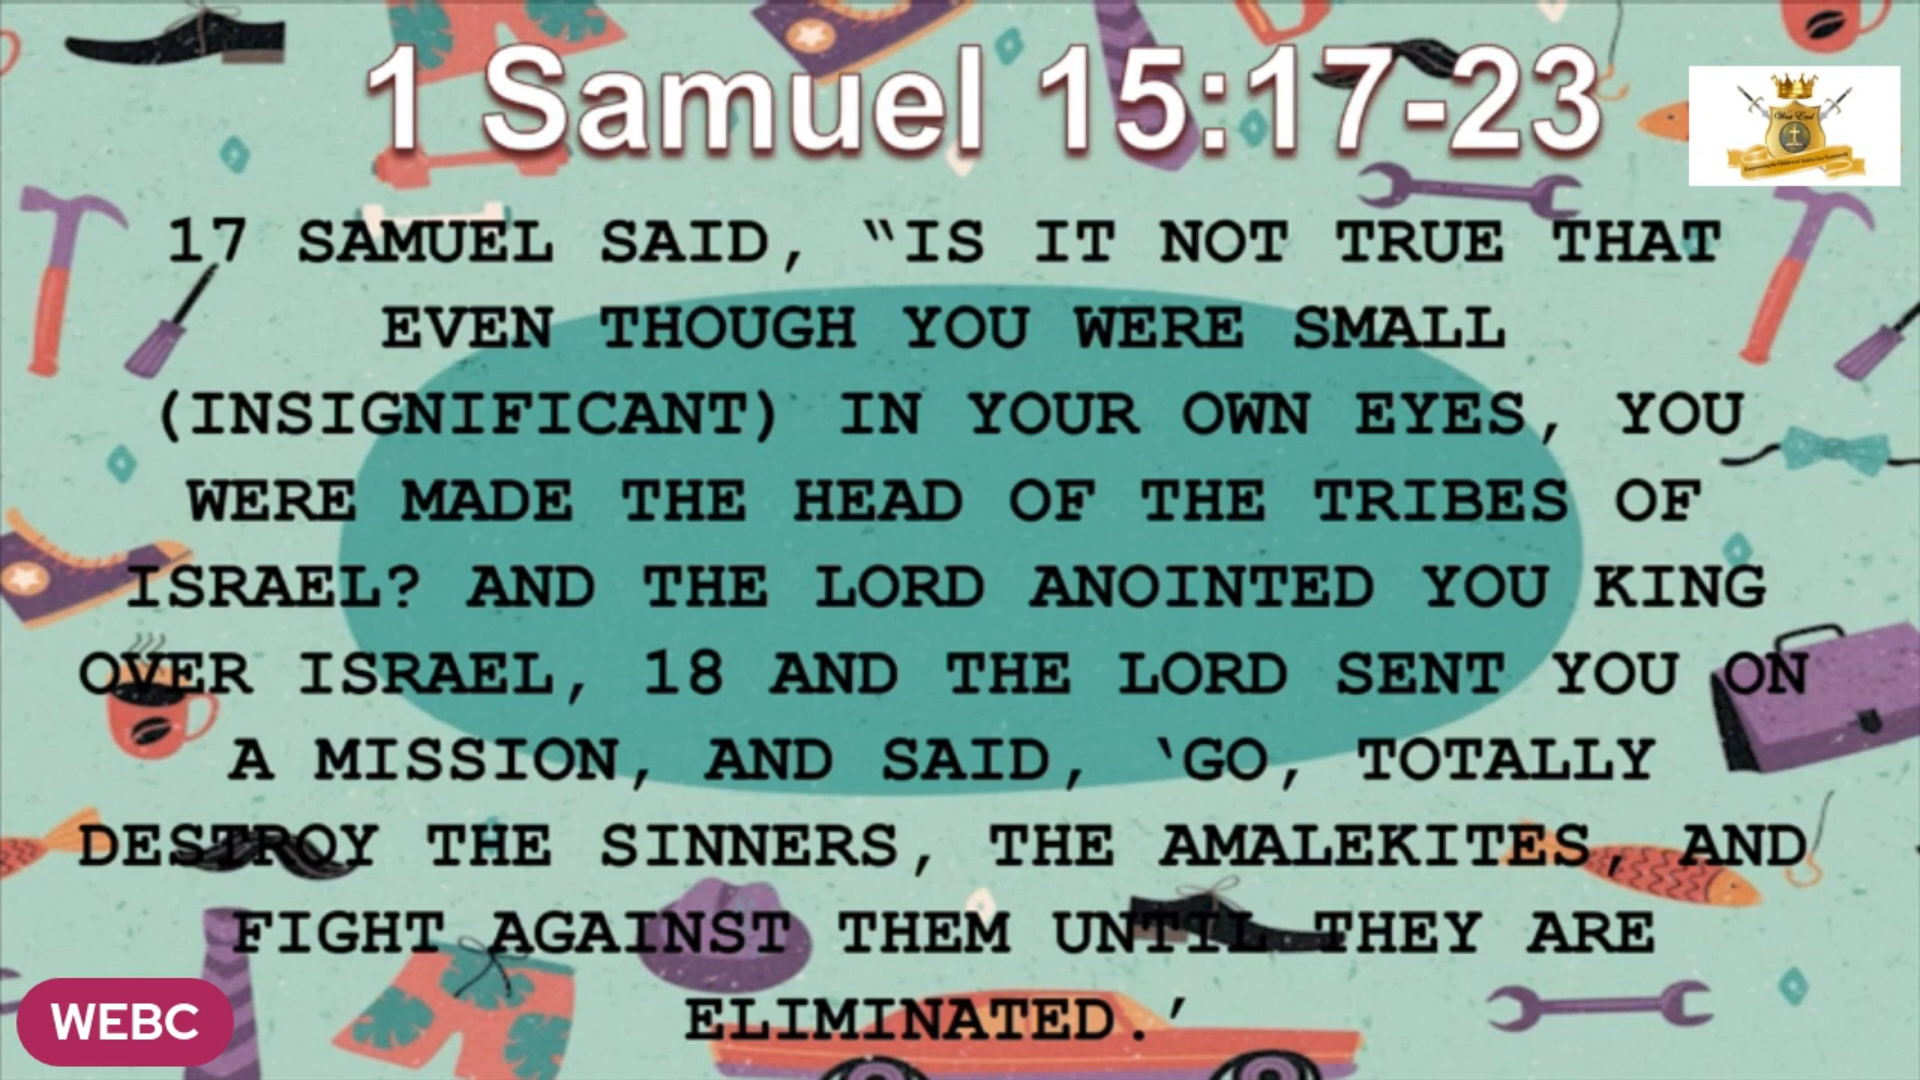 1 Samuel 15:17-23
West End
17 SAMUEL SAID, “IS IT NOT TRUE THAT
EVEN THOUGH YOU WERE SMALL
(INSIGNIFICANT) IN YOUR OWN EYES, YOU
WERE MADE THE HEAD OF THE TRIBES OF
ISRAEL? AND THE LORD ANOINTED YOU KING
OVER ISRAEL, 18 AND THE LORD SENT YOU ON
A MISSION, AND SAID, ‘GO, TOTALLY
DESTROY THE SINNERS, THE AMALEKITES, AND
FIGHT AGAINST THEM UNTIL THEY ARE
ELIMINATED.’
WEBC